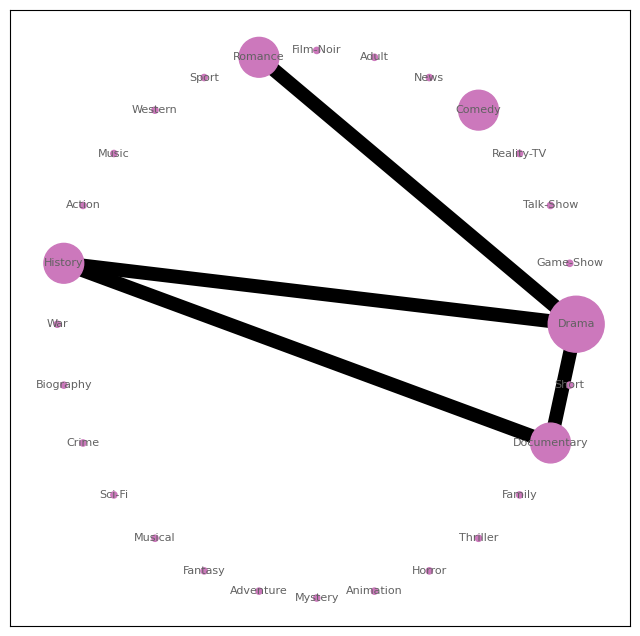 Film-Noir
Romance
Adult
Sport
News
Western
Comedy
Music
Reality-TV
Action
Talk-Show
History
Game-Show
War
Drama
Biography
Short
Crime
Documentary
Sci-Fi
Family
Musical
Thriller
Fantasy
Horror
Adventure
Animation
Mystery